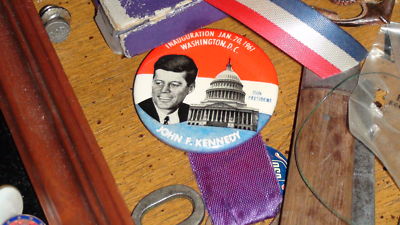 INAUGURATION JAN. 20, 1961
WASHINGTON, D.C.
35th
PRESIDENT
JOHN F. KENNEDY